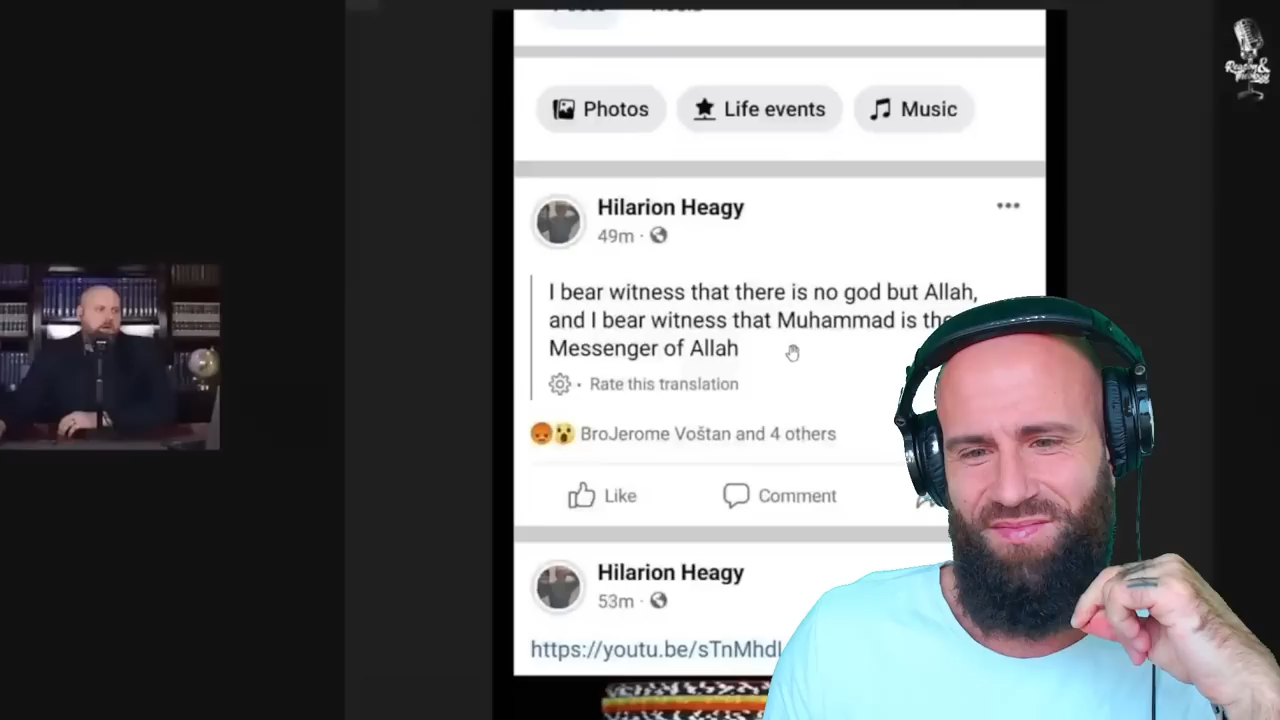 Reason &
Theology
Photos
Life events
Music
Hilarion Heagy
49m ·
I bear witness that there is no god but Allah,
and I bear witness that Muhammad is the
Messenger of Allah
· Rate this translation
BroJerome Voštan and 4 others
Like
Comment
Hilarion Heagy
53m ·
https://youtu.be/sTnMhdL